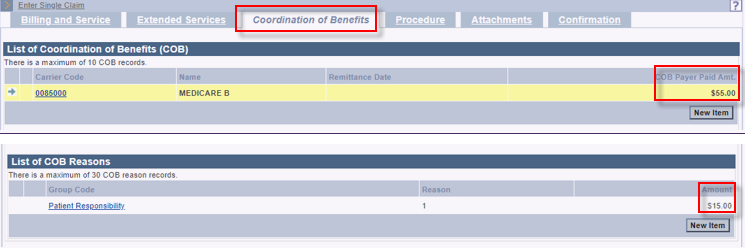 Enter Single Claim ?
Billing and Service Extended Services Coordination of Benefits Procedure Attachments Confirmation
List of Coordination of Benefits (COB)
There is a maximum of 10 COB records.
Carrier Code Name Remittance Date COB Payer Paid Amt.
0085000 MEDICARE B $55.00
New Item
List of COB Reasons
There is a maximum of 30 COB reason records.
Group Code Reason Amount
Patient Responsibility 1 $15.00
New Item